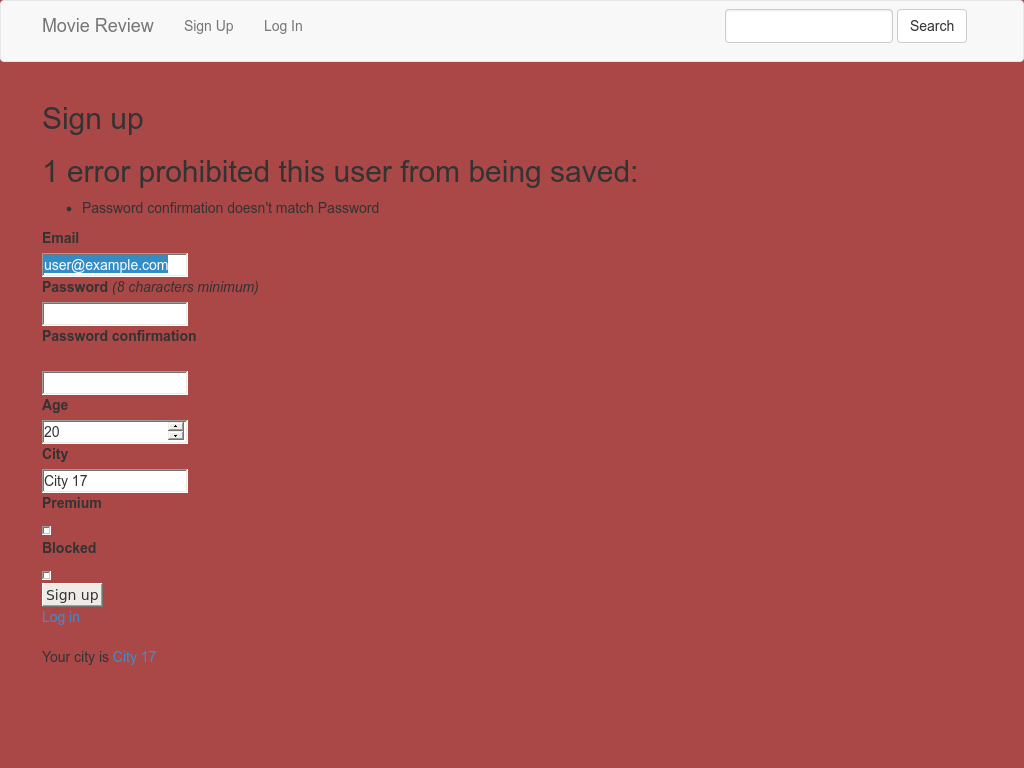 Movie Review Sign Up Log In Search
Sign up
1 error prohibited this user from being saved:
Password confirmation doesn't match Password
Email
user@example.com
Password (8 characters minimum)
Password confirmation
Age
20
City
City 17
Premium
Blocked
Sign up
Log in
Your city is City 17